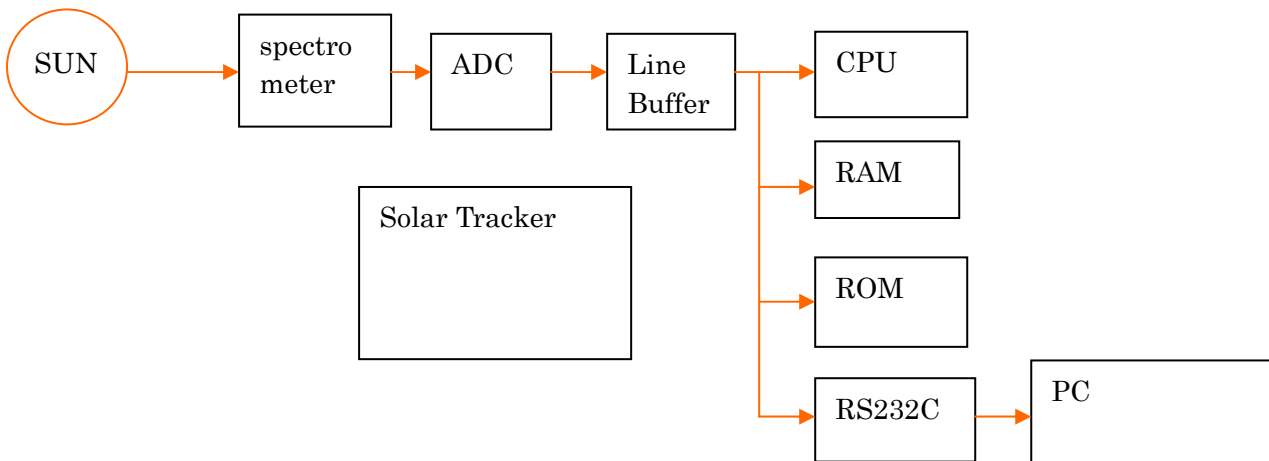 SUN
spectro
meter
ADC
Line
Buffer
CPU
RAM
Solar Tracker
ROM
RS232C
PC